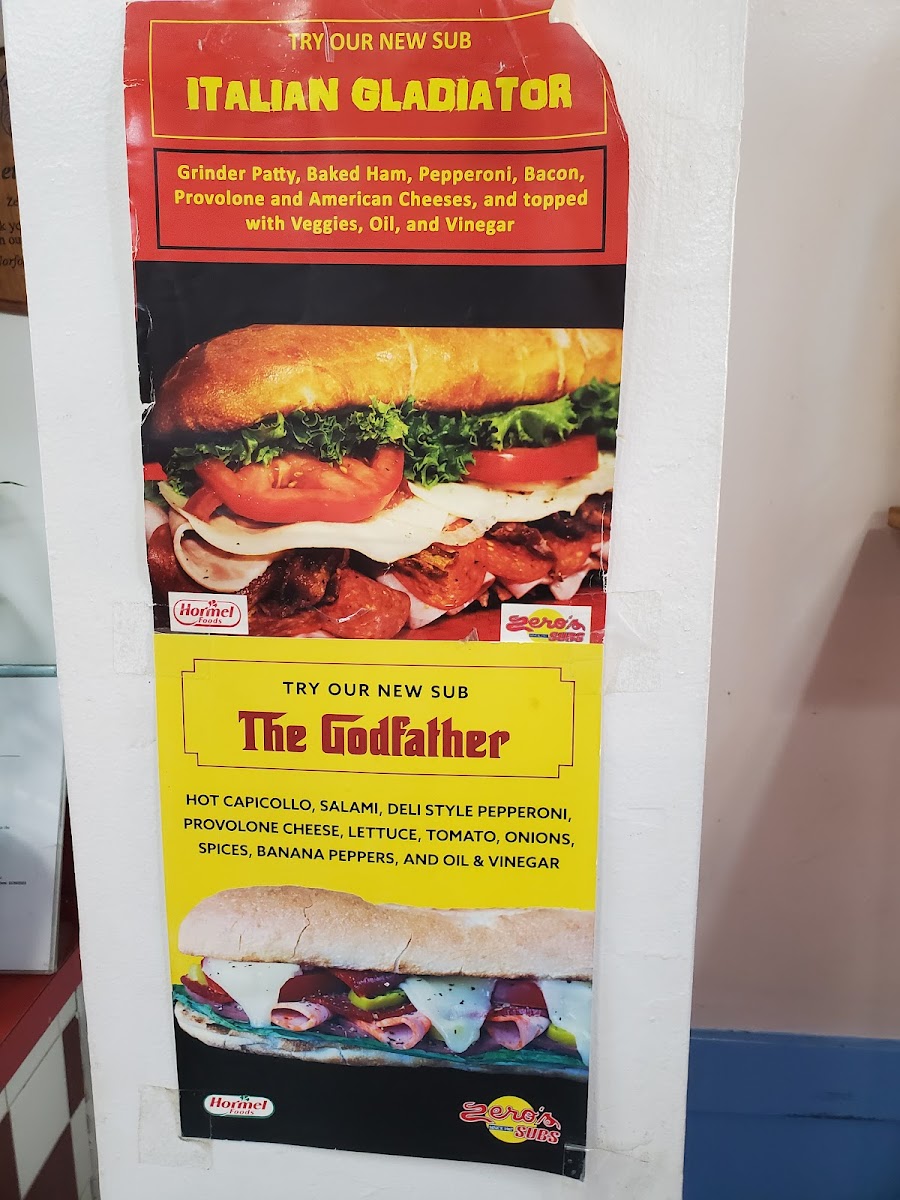 TRY OUR NEW SUB
ITALIAN GLADIATOR
Grinder Patty, Baked Ham, Pepperoni, Bacon,
Provolone and American Cheeses, and topped
with Veggies, Oil, and Vinegar
Hormel
Foods
Zero's
SUBS
TRY OUR NEW SUB
The Godfather
HOT CAPICOLLO, SALAMI, DELI STYLE PEPPERONI,
PROVOLONE CHEESE, LETTUCE, TOMATO, ONIONS,
SPICES, BANANA PEPPERS, AND OIL & VINEGAR
Hormel
Foods
Zero's
SUBS